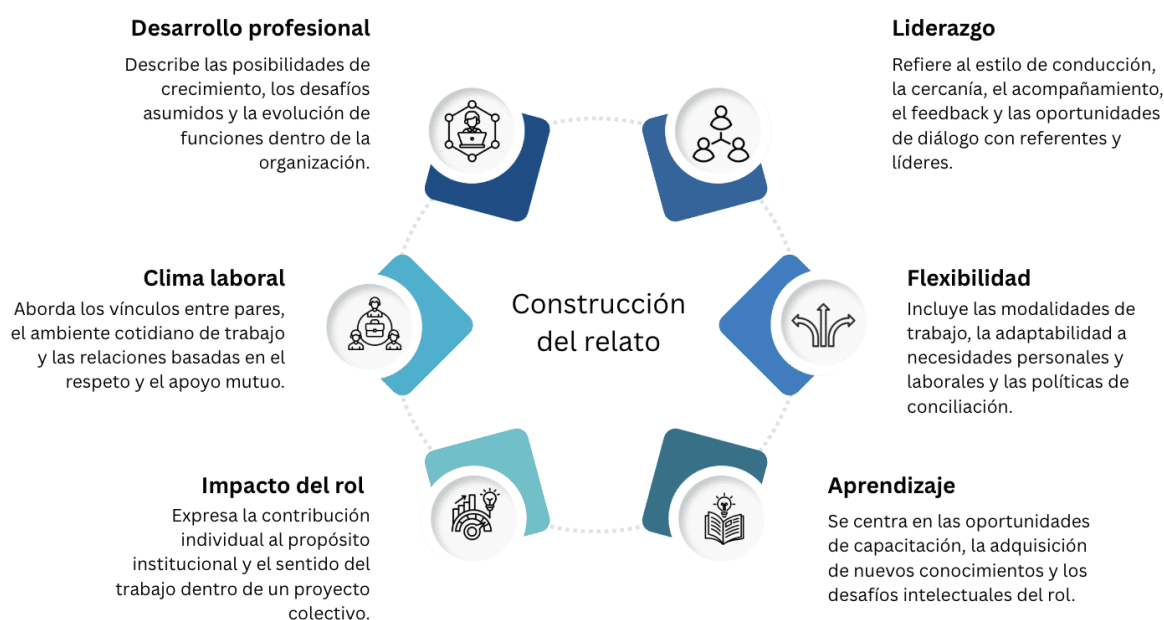 Desarrollo profesional
Describe las posibilidades de
crecimiento, los desafíos
asumidos y la evolución de
funciones dentro de la
organización.
Liderazgo
Refiere al estilo de conducción,
la cercanía, el acompañamiento,
el feedback y las oportunidades
de diálogo con referentes y
líderes.
Clima laboral
Aborda los vínculos entre pares,
el ambiente cotidiano de trabajo
y las relaciones basadas en el
respeto y el apoyo mutuo.
Construcción
del relato
Flexibilidad
Incluye las modalidades de
trabajo, la adaptabilidad a
necesidades personales y
laborales y las políticas de
conciliación.
Impacto del rol
Expresa la contribución
individual al propósito
institucional y el sentido del
trabajo dentro de un proyecto
colectivo.
Aprendizaje
Se centra en las oportunidades
de capacitación, la adquisición
de nuevos conocimientos y los
desafíos intelectuales del rol.